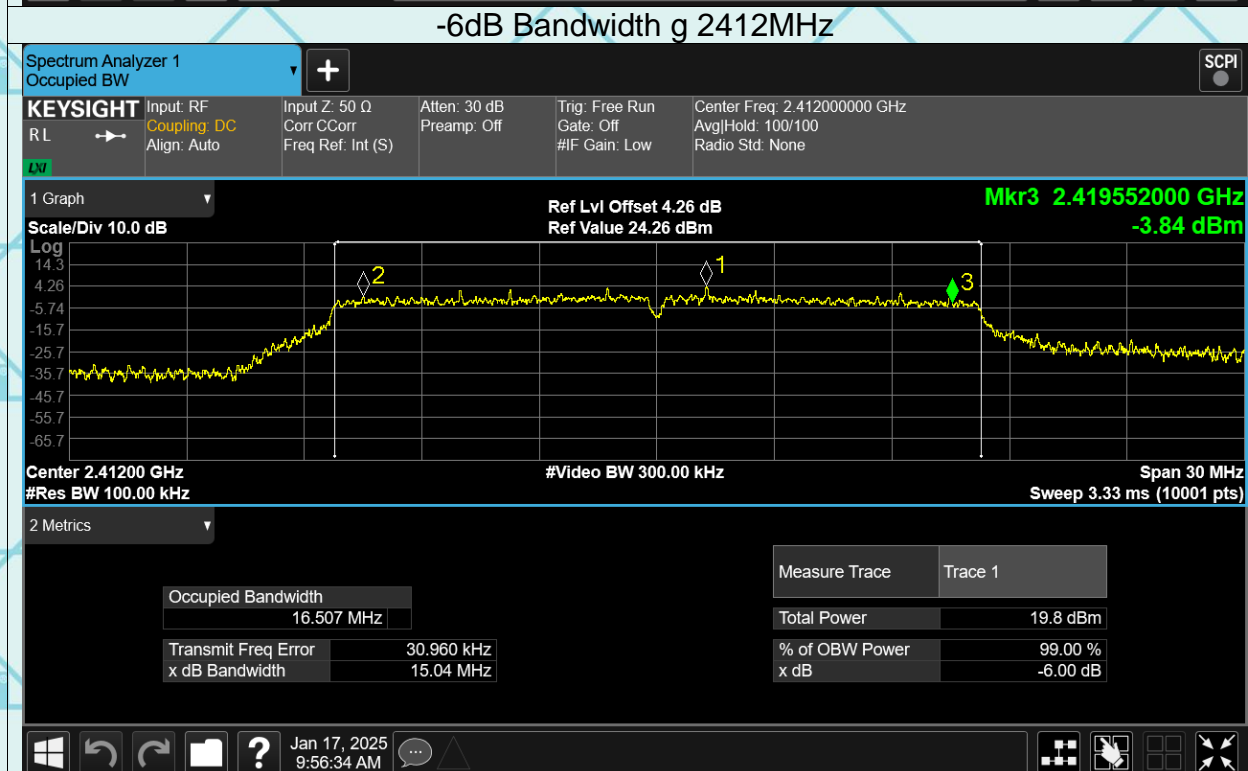 -6dB Bandwidth g 2412MHz
Spectrum Analyzer 1
Occupied BW
SCPI
KEYSIGHT
R L
LXI
Input: RF
Coupling: DC
Align: Auto
Input Z: 50 Ω
Corr CCorr
Freq Ref: Int (S)
Atten: 30 dB
Preamp: Off
Trig: Free Run
Gate: Off
#IF Gain: Low
Center Freq: 2.412000000 GHz
Avg|Hold: 100/100
Radio Std: None
1 Graph
Scale/Div 10.0 dB
Ref Lvl Offset 4.26 dB
Ref Value 24.26 dBm
Mkr3 2.419552000 GHz
-3.84 dBm
Log
14.3
4.26
-5.74
-15.7
-25.7
-35.7
-45.7
-55.7
-65.7
2
1
3
Center 2.41200 GHz
#Res BW 100.00 kHz
#Video BW 300.00 kHz
Span 30 MHz
Sweep 3.33 ms (10001 pts)
2 Metrics
Occupied Bandwidth
16.507 MHz
Transmit Freq Error 30.960 kHz
x dB Bandwidth 15.04 MHz
Measure Trace Trace 1
Total Power 19.8 dBm
% of OBW Power 99.00 %
x dB -6.00 dB
Jan 17, 2025
9:56:34 AM